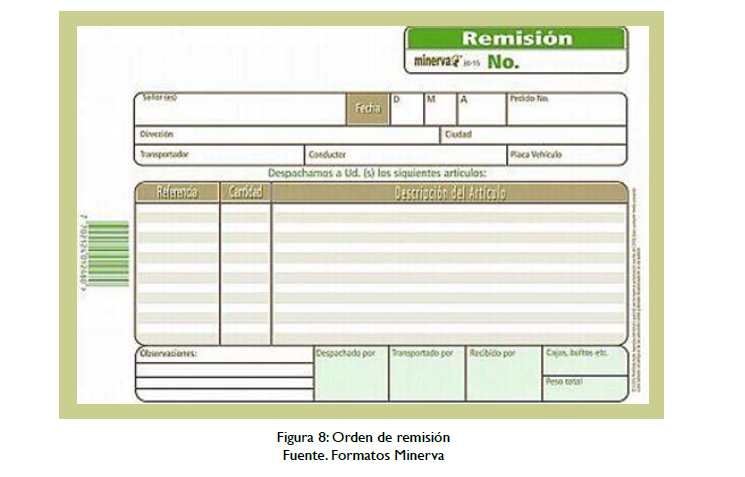 Remisión
minerva 30-15 No.
Señor (es) Fecha D M A Pedido No.
Dirección Ciudad
Transportador Conductor Placa Vehículo
Despachamos a Ud. (s) los siguientes artículos:
Referencia Cantidad Descripción del Artículo
Observaciones: Despachado por Transportado por Recibido por Cajas, bultos etc.
Peso total
Figura 8: Orden de remisión
Fuente. Formatos Minerva